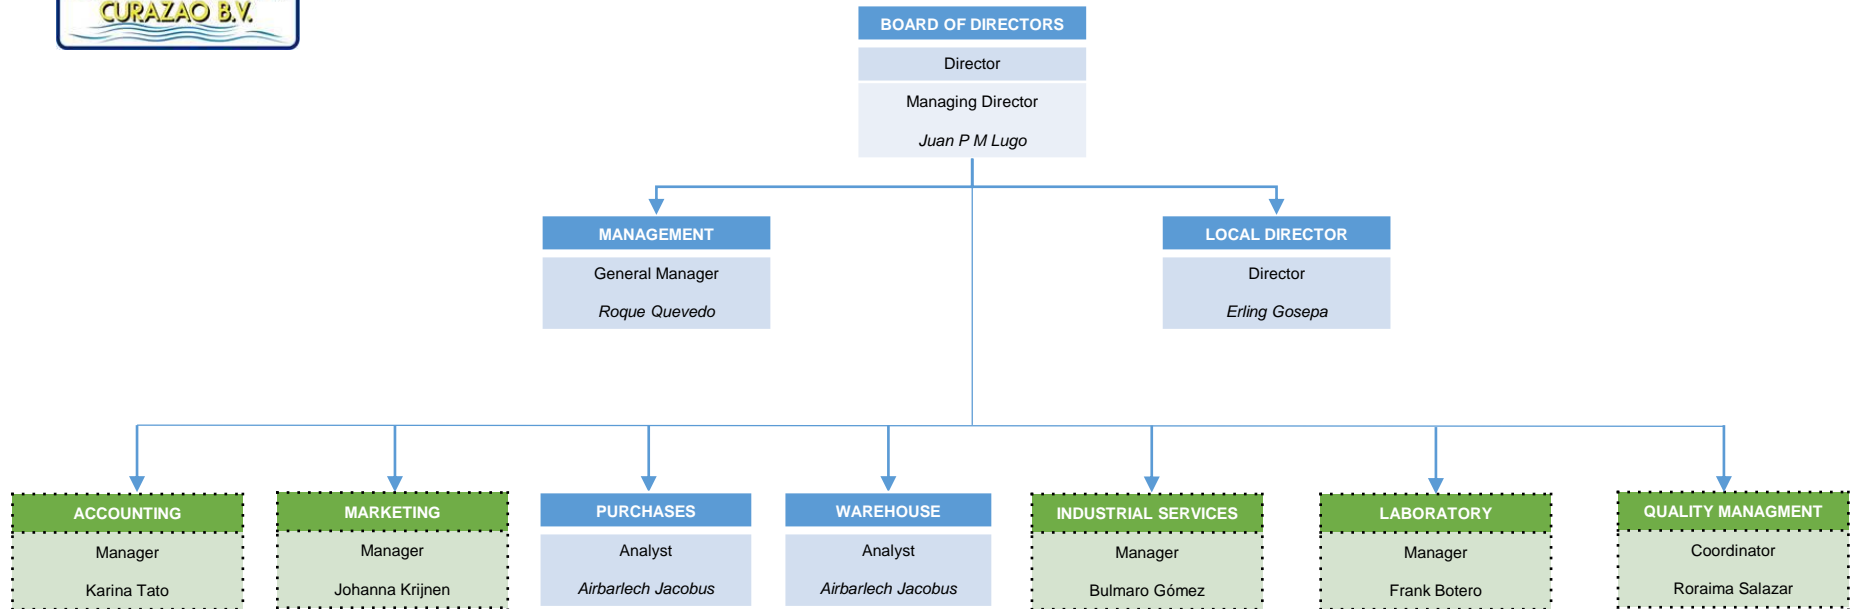 CURAZAO B.V.
BOARD OF DIRECTORS
Director
Managing Director
Juan P M Lugo
MANAGEMENT
General Manager
Roque Quevedo
LOCAL DIRECTOR
Director
Erling Gosepa
ACCOUNTING
Manager
Karina Tato
MARKETING
Manager
Johanna Krijnen
PURCHASES
Analyst
Airbarlech Jacobus
WAREHOUSE
Analyst
Airbarlech Jacobus
INDUSTRIAL SERVICES
Manager
Bulmaro Gómez
LABORATORY
Manager
Frank Botero
QUALITY MANAGMENT
Coordinator
Roraima Salazar